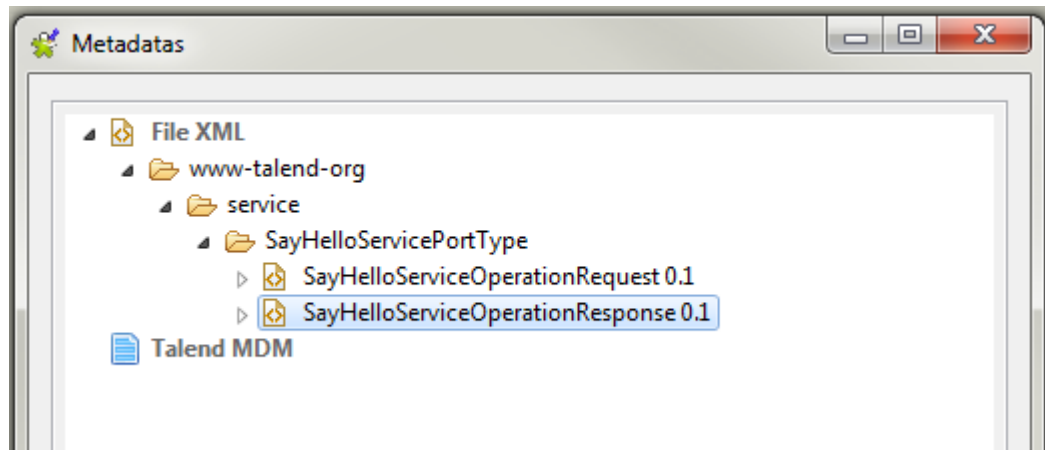 Metadatas
File XML
www-talend-org
service
SayHelloServicePortType
SayHelloServiceOperationRequest 0.1
SayHelloServiceOperationResponse 0.1
Talend MDM